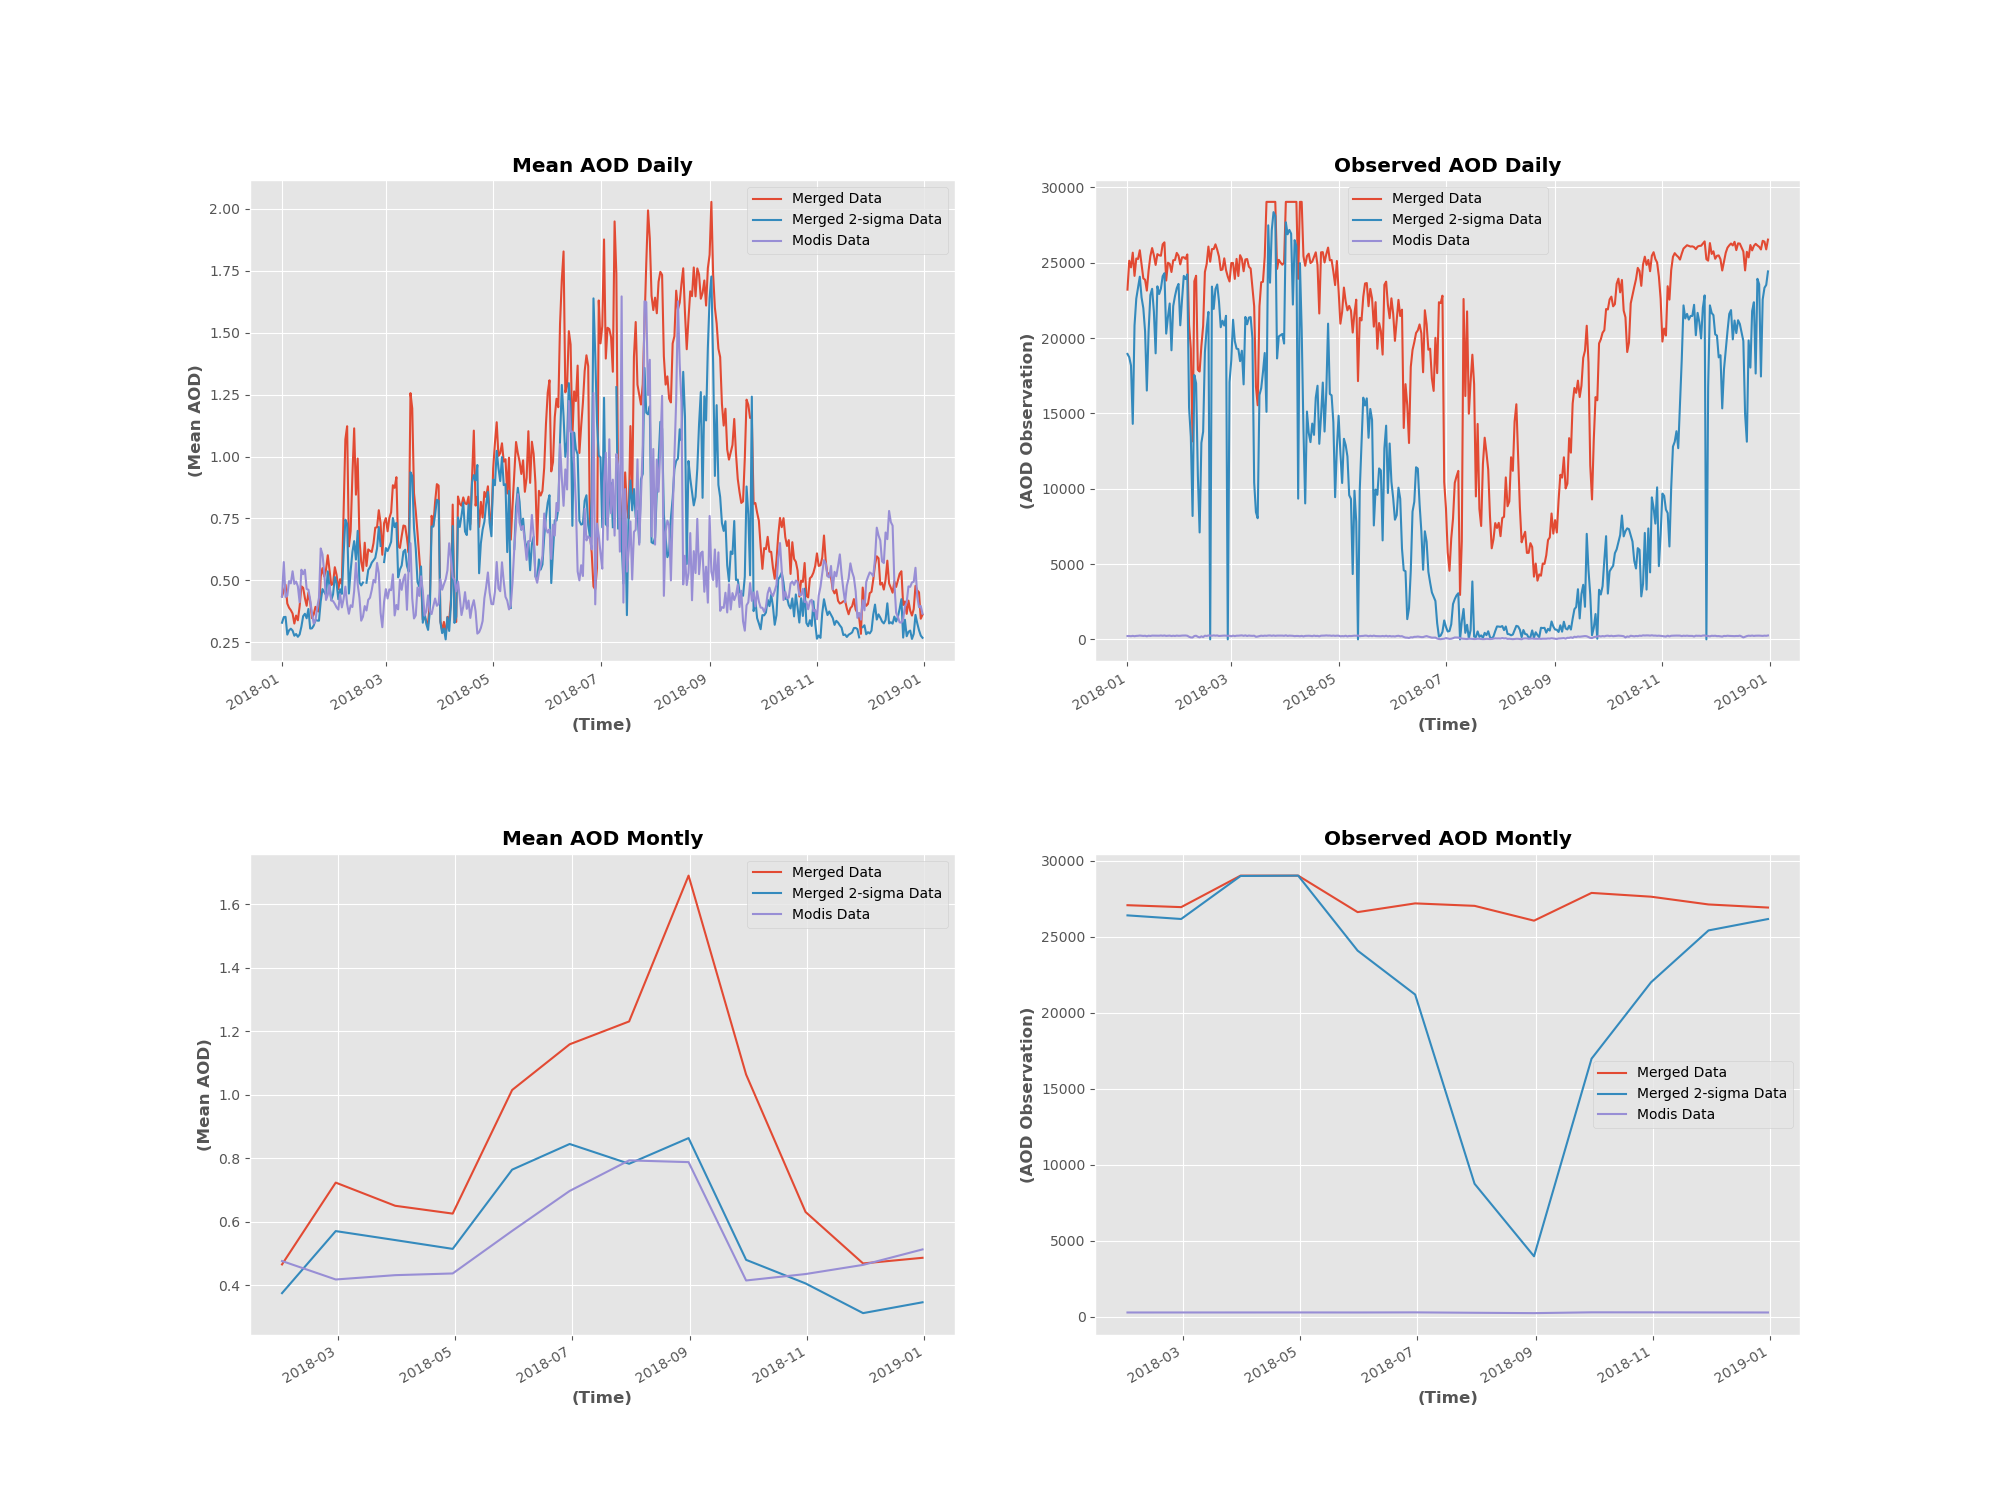 Mean AOD Daily
(Mean AOD)
2.00
1.75
1.50
1.25
1.00
0.75
0.50
0.25
Merged Data
Merged 2-sigma Data
Modis Data
2018-01
2018-03
2018-05
2018-07
2018-09
2018-11
2019-01
(Time)
Observed AOD Daily
(AOD Observation)
30000
25000
20000
15000
10000
5000
0
Merged Data
Merged 2-sigma Data
Modis Data
2018-01
2018-03
2018-05
2018-07
2018-09
2018-11
2019-01
(Time)
Mean AOD Montly
(Mean AOD)
1.6
1.4
1.2
1.0
0.8
0.6
0.4
Merged Data
Merged 2-sigma Data
Modis Data
2018-03
2018-05
2018-07
2018-09
2018-11
2019-01
(Time)
Observed AOD Montly
(AOD Observation)
30000
25000
20000
15000
10000
5000
0
Merged Data
Merged 2-sigma Data
Modis Data
2018-03
2018-05
2018-07
2018-09
2018-11
2019-01
(Time)